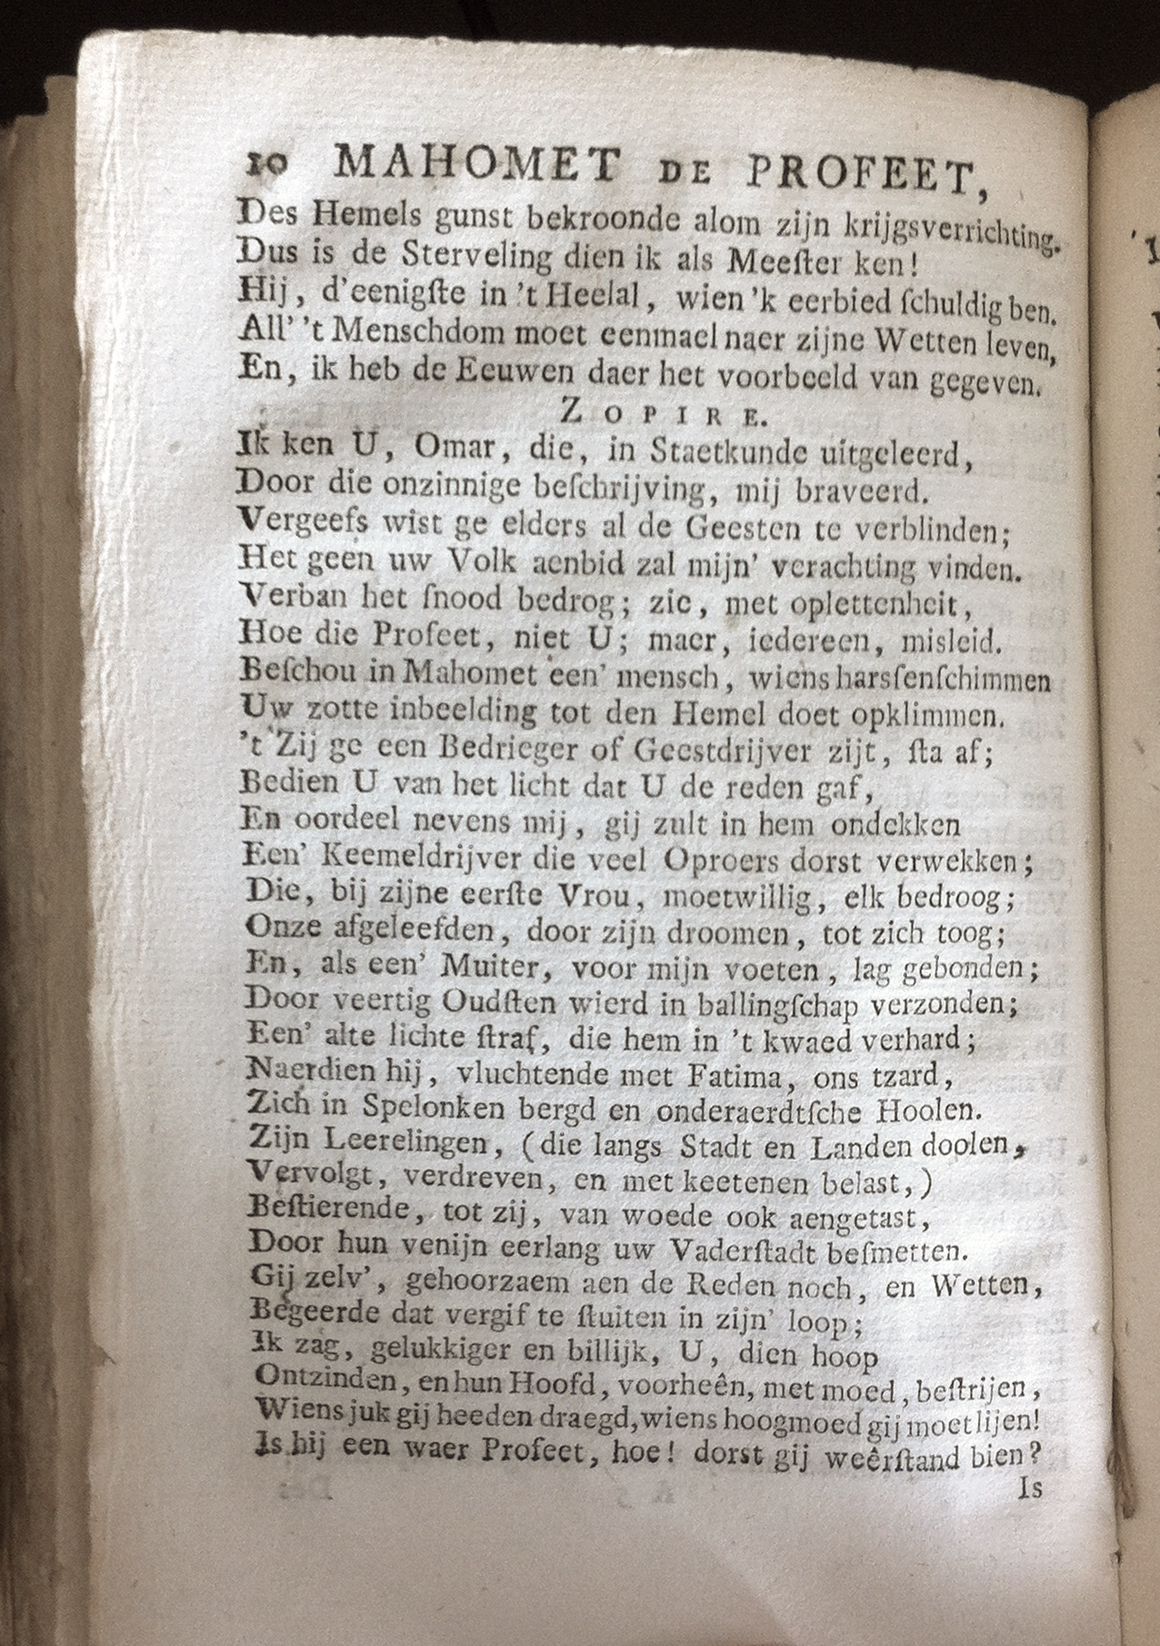 10 MAHOMET DE PROFEET,
Des Hemels gunst bekroonde alom zijn krijgsverrichting.
Dus is de Sterveling dien ik als Meeſter ken!
Hij, d'eenigſte in 't Heelal, wien 'k eerbied ſchuldig ben.
All' 't Menschdom moet eenmael naer zijne Wetten leven,
En, ik heb de Eeuwen daer het voorbeeld van gegeven.
ZOPIRE.
Ik ken U, Omar, die, in Staetkunde uitgeleerd,
Door die onzinnige beſchrijving, mij braveerd.
Vergeefs wist ge elders al de Geesten te verblinden;
Het geen uw Volk aenbid zal mijn' verachting vinden.
Verban het ſnood bedrog; zie, met oplettenheit,
Hoe die Profeet, niet U; maer, iedereen, misleid.
Beſchou in Mahomet een' mensch, wiens harsſenſchimmen
Uw zotte inbeelding tot den Hemel doet opklimmen.
't Zij ge een Bedrieger of Geestdrijver zijt, ſta af;
Bedien U van het licht dat U de reden gaf,
En oordeel nevens mij, gij zult in hem ondekken
Een' Keemeldrijver die veel Oproers dorst verwekken;
Die, bij zijne eerſte Vrou, moetwillig, elk bedroog;
Onze afgeleefden, door zijn droomen, tot zich toog;
En, als een' Muiter, voor mijn voeten, lag gebonden;
Door veertig Oudſten wierd in ballingſchap verzonden;
Een' alte lichte ſtraf, die hem in 't kwaed verhard;
Naerdien hij, vluchtende met Fatima, ons tzard,
Zich in Spelonken bergd en onderaerdtſche Hoolen.
Zijn Leerelingen, (die langs Stadt en Landen doolen,
Vervolgt, verdreven, en met keetenen belast,)
Beſtierende, tot zij, van woede ook aengetast,
Door hun venijn eerlang uw Vaderſtadt beſmetten.
Gij zelv', gehoorzaem aen de Reden noch, en Wetten,
Begeerde dat vergif te ſtuiten in zijn' loop;
Ik zag, gelukkiger en billijk, U, dien hoop
Ontzinden, en hun Hoofd, voorheên, met moed, beſtrijen,
Wiens juk gij heeden draegd, wiens hoogmoed gij moet lijen!
Is hij een waer Profeet, hoe! dorst gij weêrſtand bien?
Is